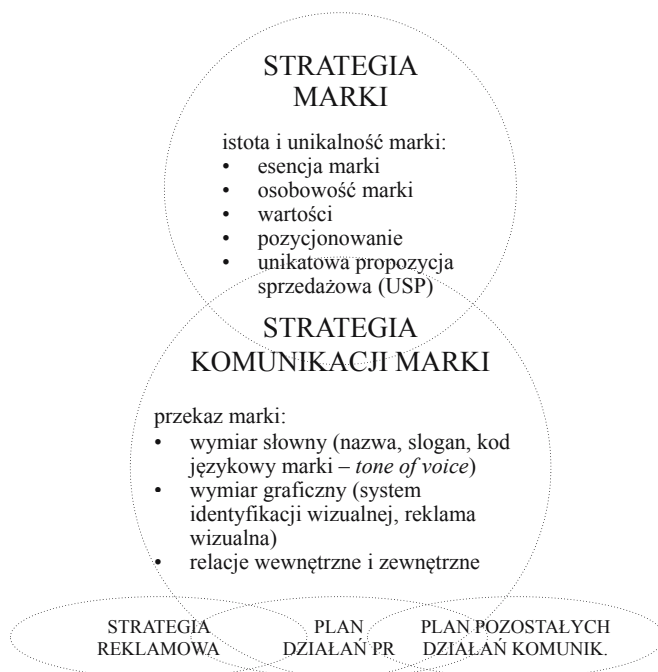 STRATEGIA
MARKI
istota i unikalność marki:
• esencja marki
• osobowość marki
• wartości
• pozycjonowanie
• unikatowa propozycja
sprzedażowa (USP)
STRATEGIA
KOMUNIKACJI MARKI
przekaz marki:
• wymiar słowny (nazwa, slogan, kod
językowy marki – tone of voice)
• wymiar graficzny (system
identyfikacji wizualnej, reklama
wizualna)
• relacje wewnętrzne i zewnętrzne
STRATEGIA
REKLAMOWA
PLAN
DZIAŁAŃ PR
PLAN POZOSTAŁYCH
DZIAŁAŃ KOMUNIK.